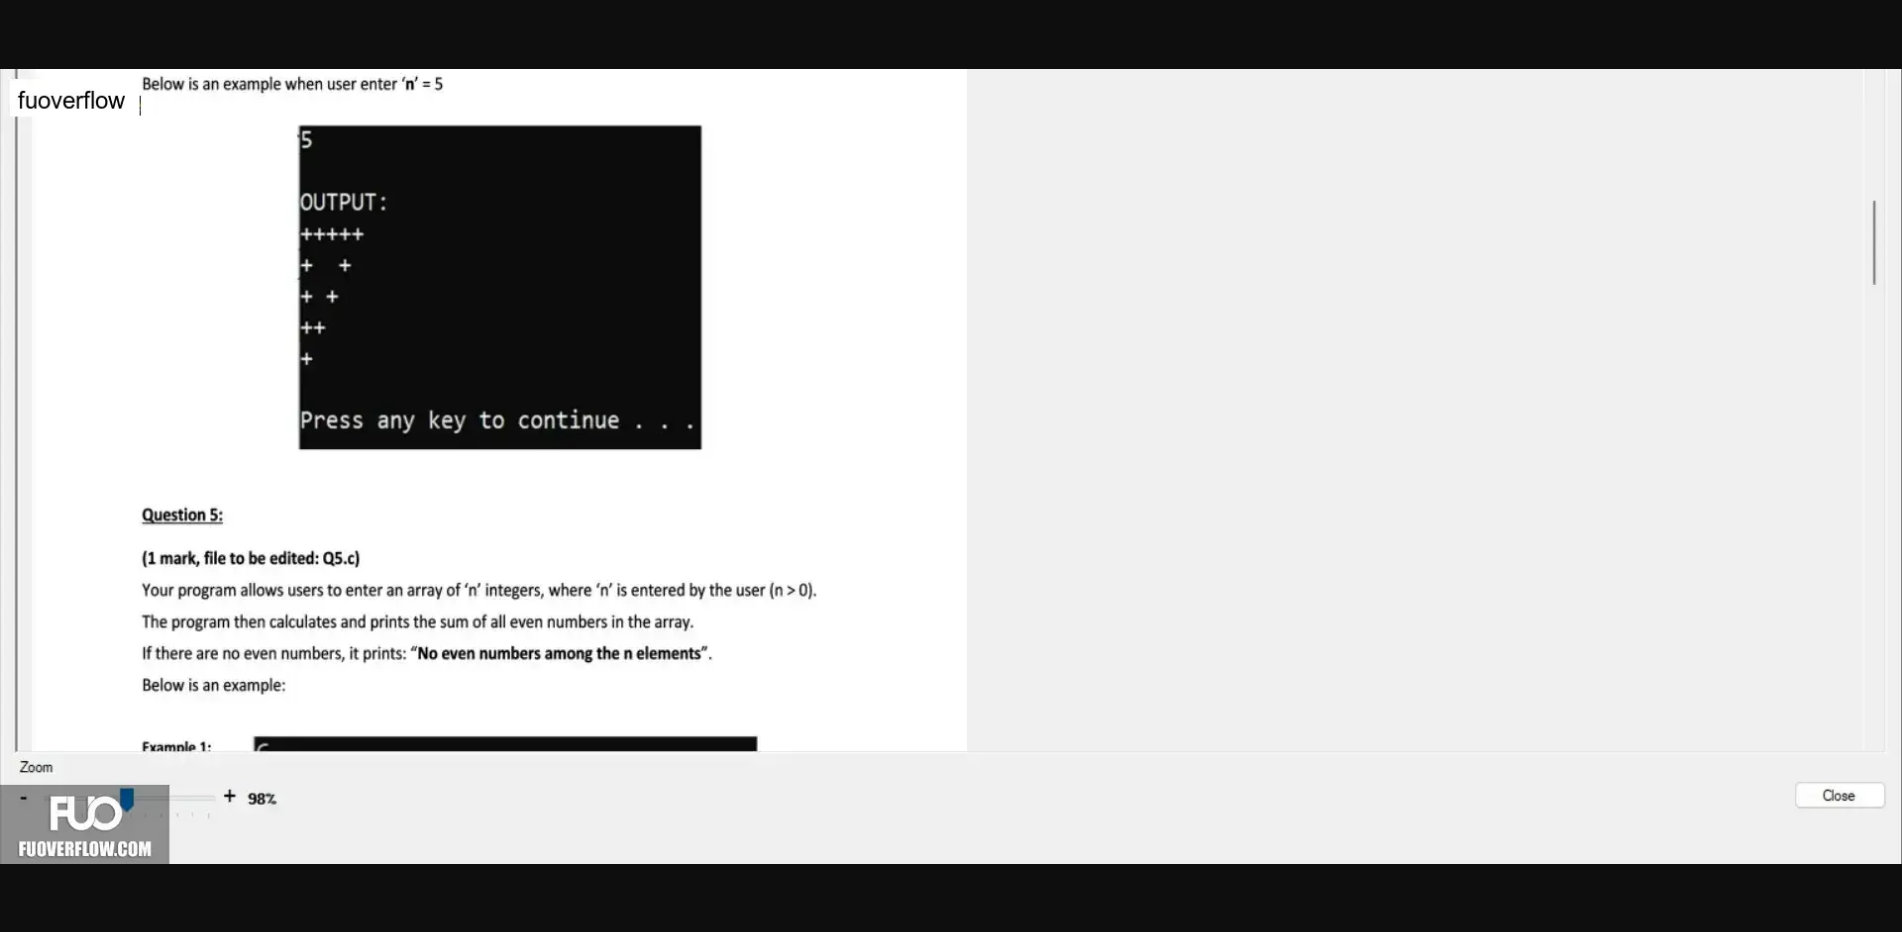 Below is an example when user enter ‘n’ = 5
fuoverflow
5
OUTPUT:
+++++
+  +
+ +
++
+
Press any key to continue . . .
Question 5:
(1 mark, file to be edited: Q5.c)
Your program allows users to enter an array of ‘n’ integers, where ‘n’ is entered by the user (n > 0).
The program then calculates and prints the sum of all even numbers in the array.
If there are no even numbers, it prints: “No even numbers among the n elements”.
Below is an example:
Example 1:
Zoom
- + 98%
Close
FUO
FUOVERFLOW.COM